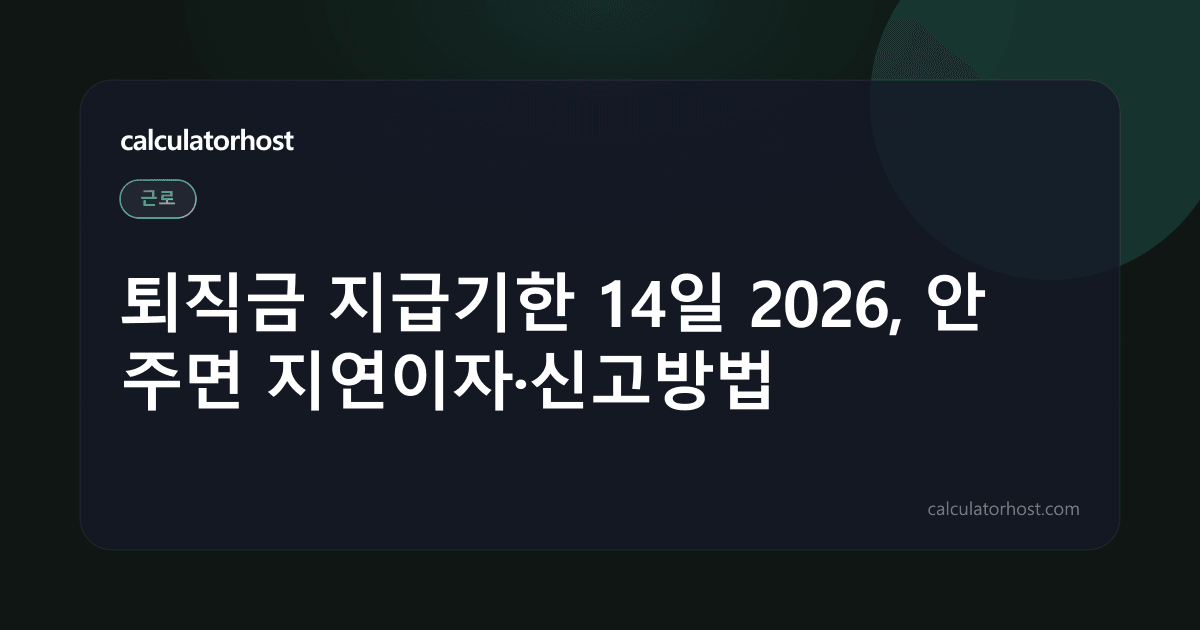 calculatorhost
근로
퇴직금 지급기한 14일 2026, 안
주면 지연이자·신고방법
calculatorhost.com